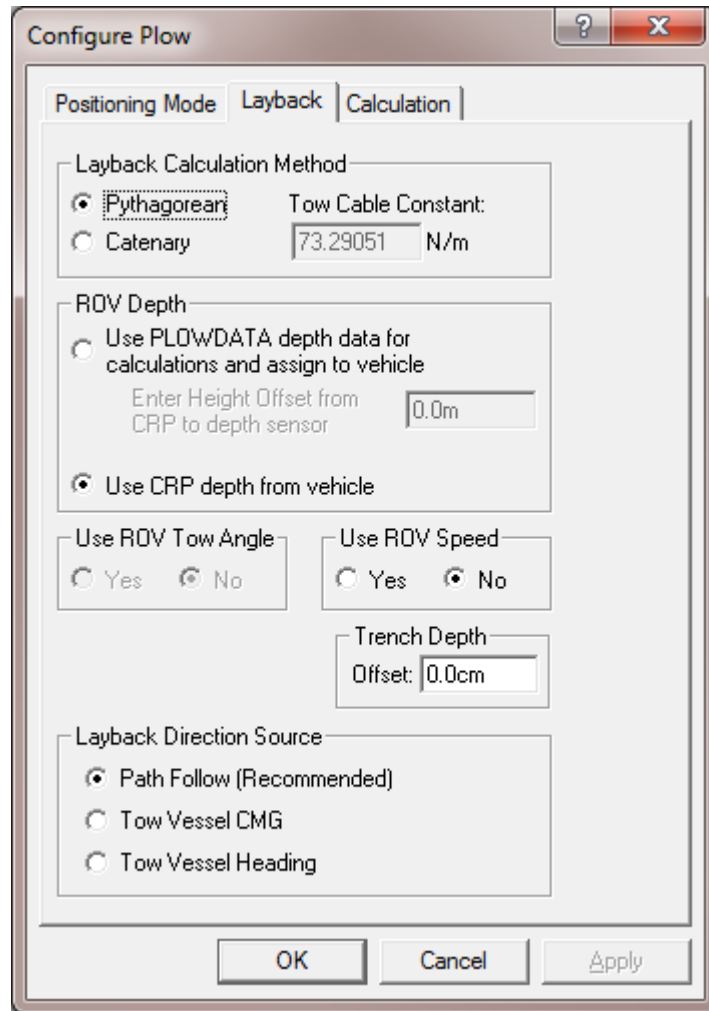 Configure Plow
?
Positioning Mode Layback Calculation
Layback Calculation Method
Pythagorean Tow Cable Constant:
Catenary 73.29051 N/m
ROV Depth
Use PLOWDATA depth data for
calculations and assign to vehicle
Enter Height Offset from
CRP to depth sensor
0.0m
Use CRP depth from vehicle
Use ROV Tow Angle Use ROV Speed
Yes No Yes No
Trench Depth
Offset: 0.0cm
Layback Direction Source
Path Follow (Recommended)
Tow Vessel CMG
Tow Vessel Heading
OK Cancel Apply